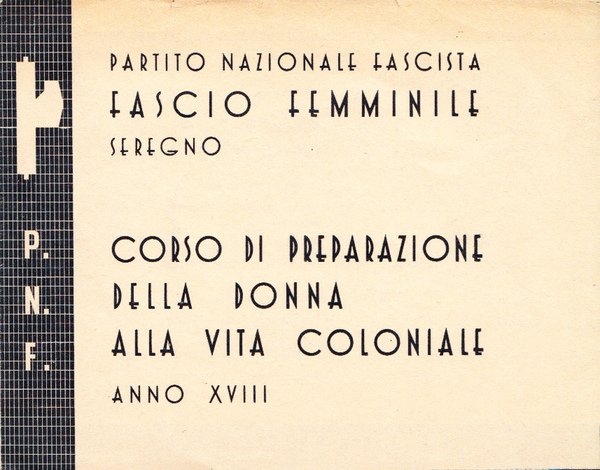 P.
N.
F.
PARTITO NAZIONALE FASCISTA
FASCIO FEMMINILE
SEREGNO
CORSO DI PREPARAZIONE
DELLA DONNA
ALLA VITA COLONIALE
ANNO XVIII